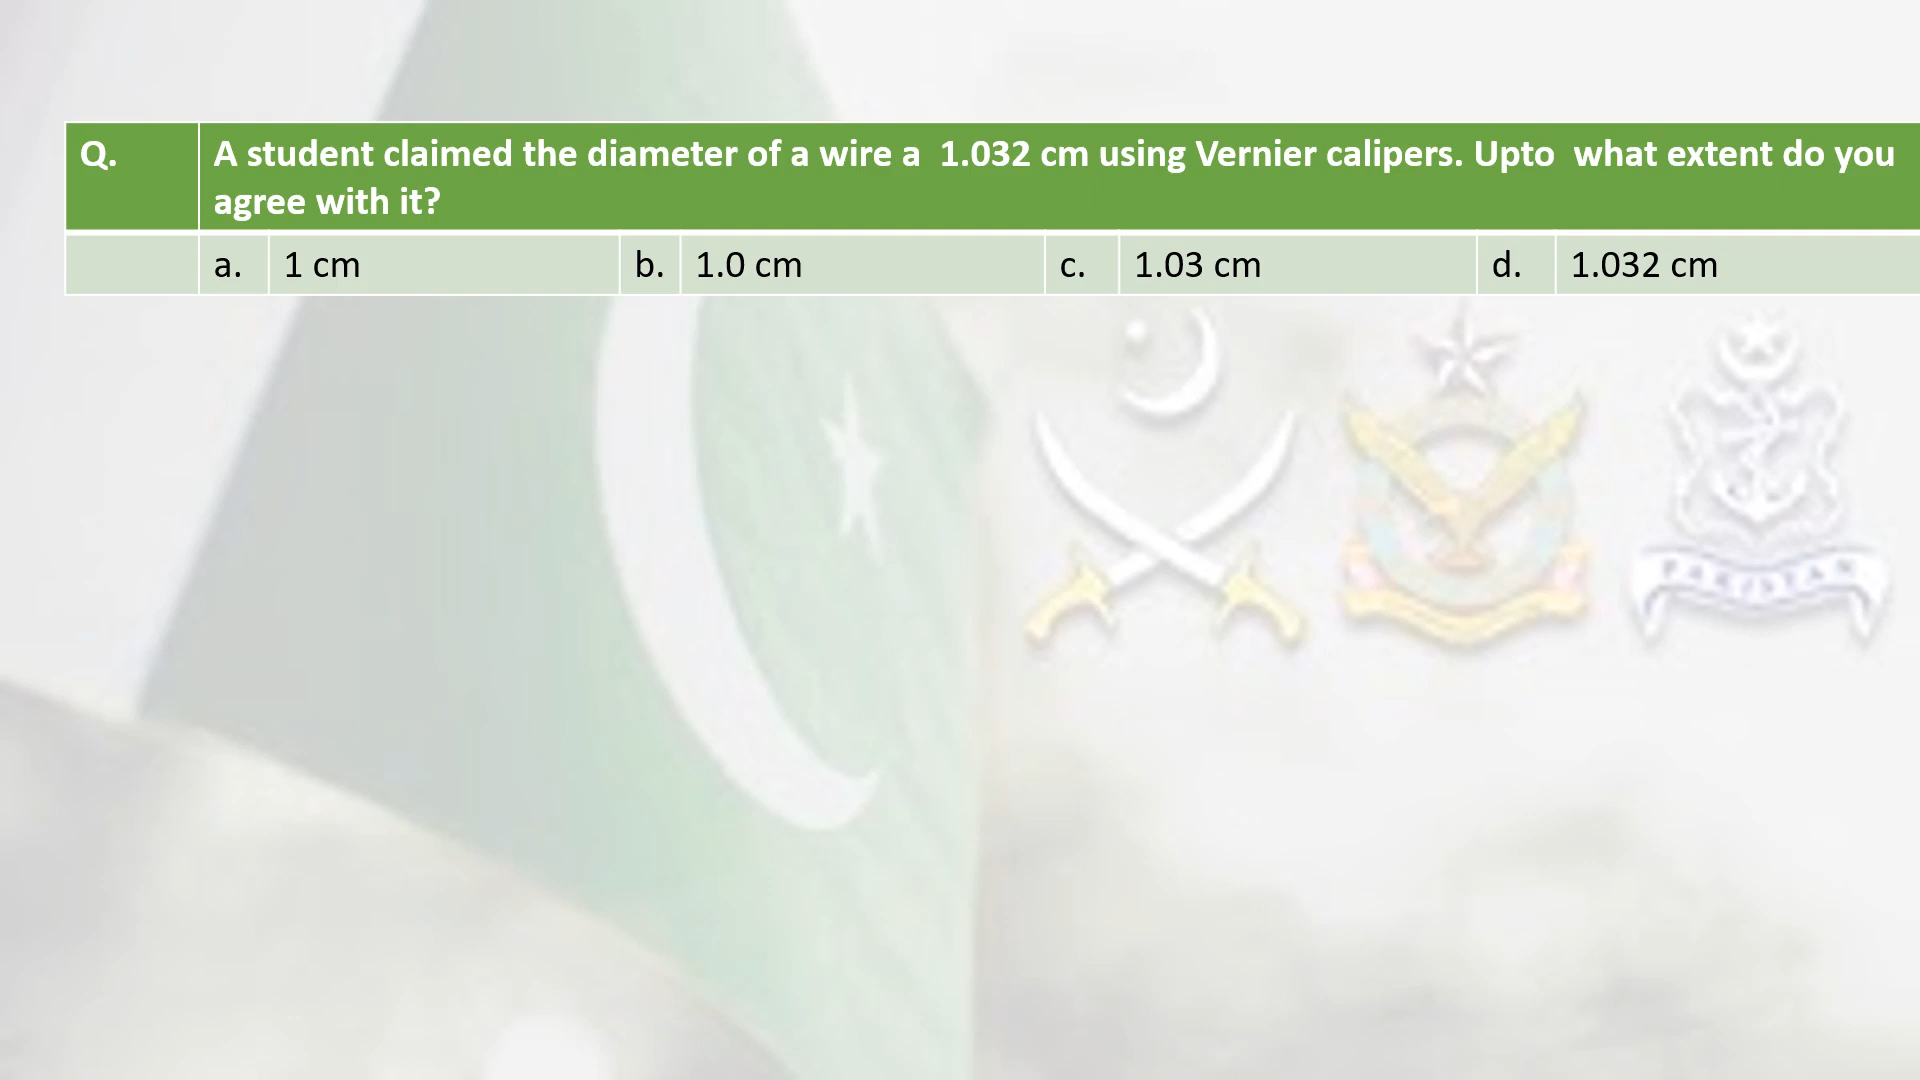 Q. A student claimed the diameter of a wire a 1.032 cm using Vernier calipers. Upto what extent do you
agree with it?
a. 1 cm b. 1.0 cm c. 1.03 cm d. 1.032 cm
PAKISTAN